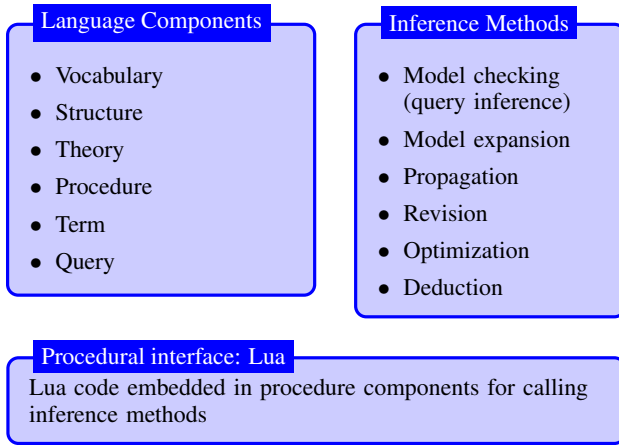 Language Components
• Vocabulary
• Structure
• Theory
• Procedure
• Term
• Query
Inference Methods
• Model checking
(query inference)
• Model expansion
• Propagation
• Revision
• Optimization
• Deduction
Procedural interface: Lua
Lua code embedded in procedure components for calling
inference methods